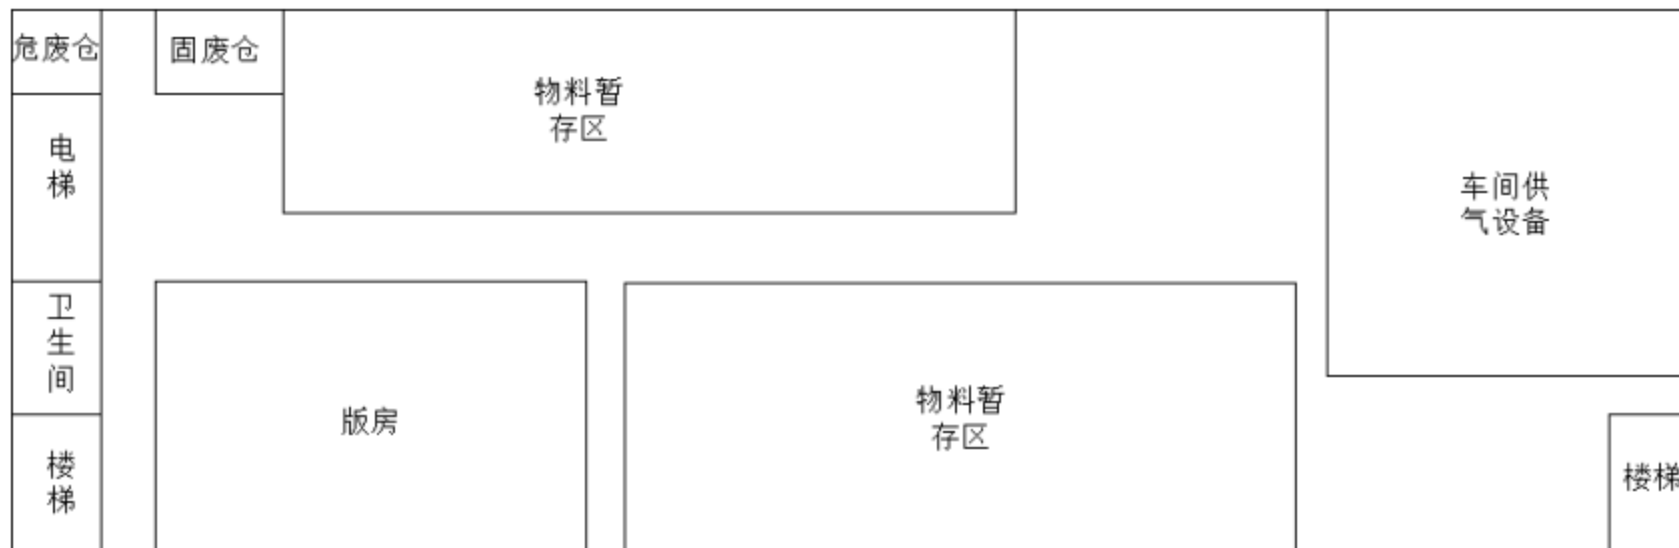 危废仓
固废仓
物料暂
存区
电
梯
车间供
气设备
卫
生
间
版房
物料暂
存区
楼
梯
楼梯